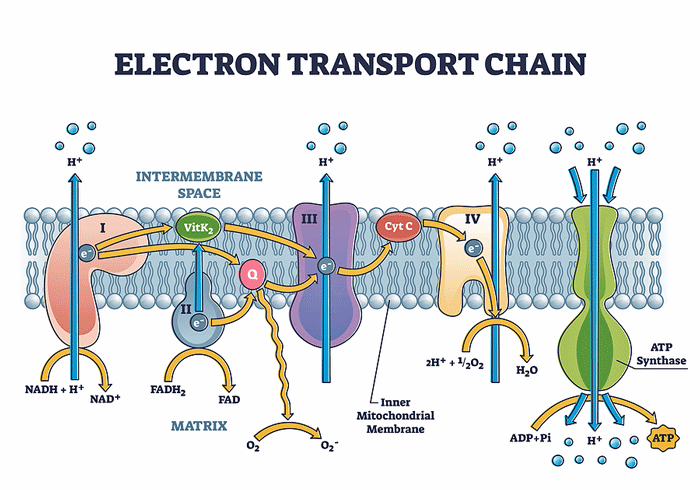 ELECTRON TRANSPORT CHAIN
H⁺
H⁺
H⁺
H⁺
INTERMEMBRANE
SPACE
I
VitK₂
III
Cyt C
IV
e⁻
e⁻
e⁻
Q
II
e⁻
NADH + H⁺
NAD⁺
FADH₂
FAD
MATRIX
O₂
O₂⁻
Inner
Mitochondrial
Membrane
2H⁺ + ½O₂
H₂O
ATP
Synthase
ADP+Pi
H⁺
ATP